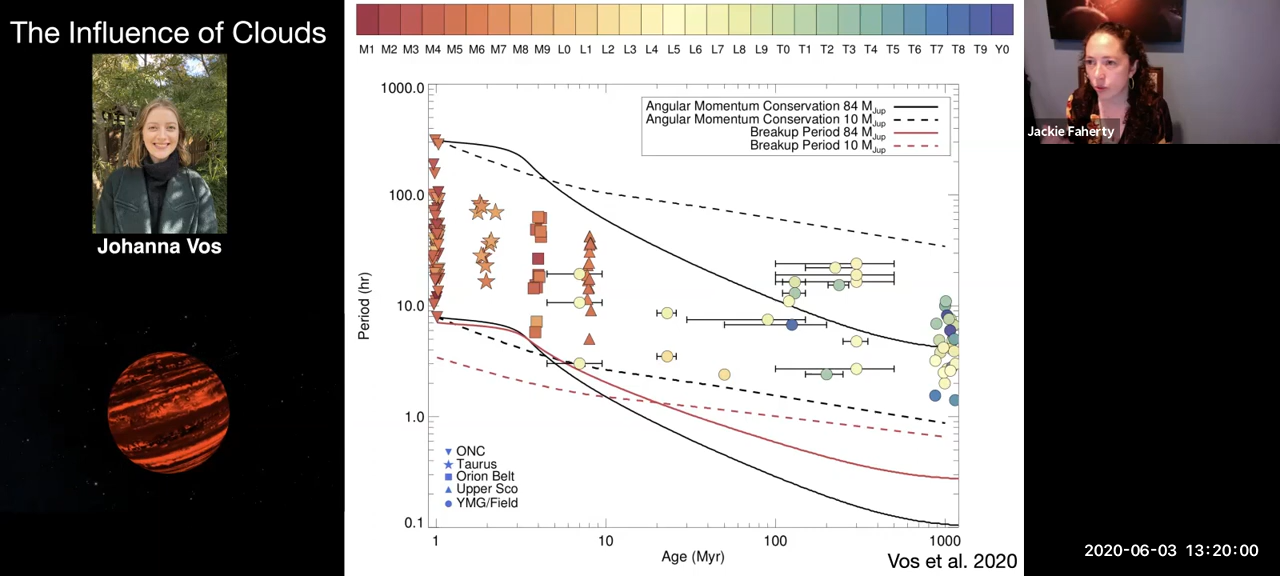 The Influence of Clouds
Johanna Vos
M1 M2 M3 M4 M5 M6 M7 M8 M9 L0 L1 L2 L3 L4 L5 L6 L7 L8 L9 T0 T1 T2 T3 T4 T5 T6 T7 T8 T9 Y0
Angular Momentum Conservation 84 MJup
Angular Momentum Conservation 10 MJup
Breakup Period 84 MJup
Breakup Period 10 MJup
1000.0
100.0
10.0
1.0
0.1
Period (hr)
ONC
Taurus
Orion Belt
Upper Sco
YMG/Field
1 10 100 1000
Age (Myr)
Vos et al. 2020
Jackie Faherty
2020-06-03 13:20:00